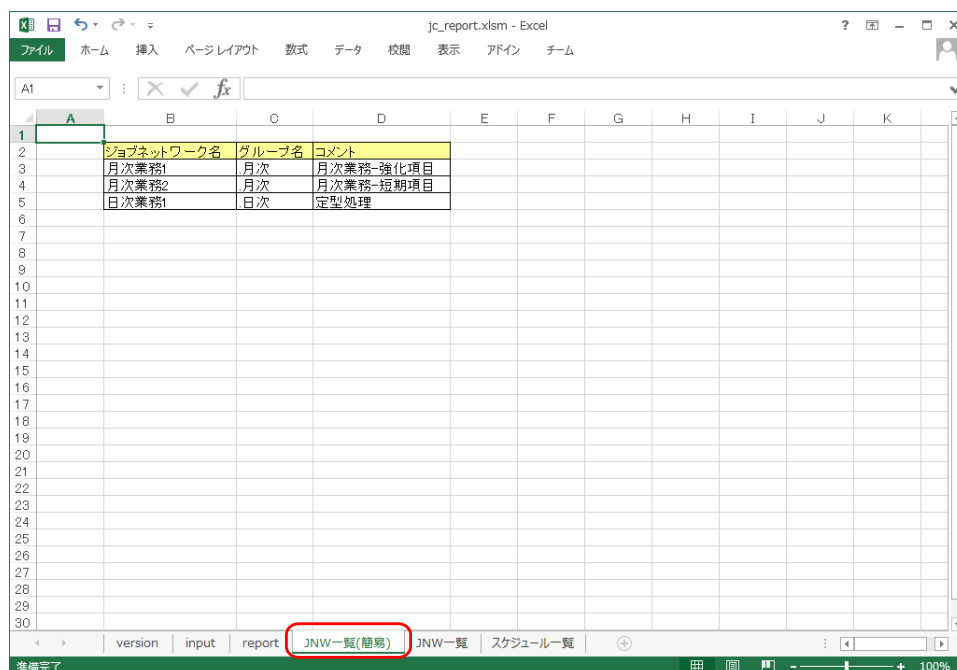 jc_report.xlsm - Excel
ファイル ホーム 挿入 ページ レイアウト 数式 データ 校閲 表示 アドイン チーム
A1 fx
A B C D E F G H I J K
1
2 ジョブネットワーク名 グループ名 コメント
3 月次業務1 .月次 月次業務-強化項目
4 月次業務2 .月次 月次業務-短期項目
5 日次業務1 .日次 定型処理
6
7
8
9
10
11
12
13
14
15
16
17
18
19
20
21
22
23
24
25
26
27
28
29
30
version input report JNW一覧(簡易) JNW一覧 スケジュール一覧
準備完了 100%